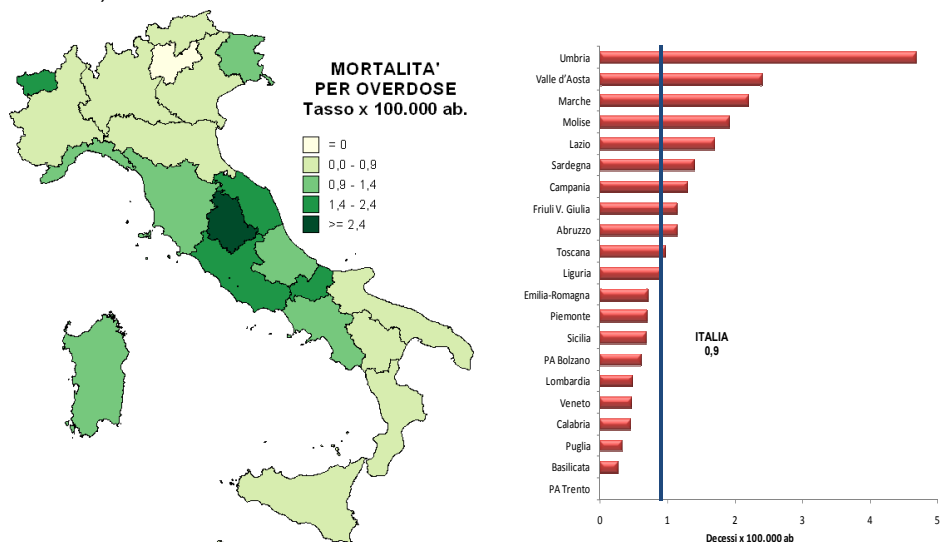 MORTALITA'
PER OVERDOSE
Tasso x 100.000 ab.
= 0
0,0 - 0,9
0,9 - 1,4
1,4 - 2,4
>= 2,4
Umbria
Valle d'Aosta
Marche
Molise
Lazio
Sardegna
Campania
Friuli V. Giulia
Abruzzo
Toscana
Liguria
Emilia-Romagna
Piemonte
Sicilia
PA Bolzano
Lombardia
Veneto
Calabria
Puglia
Basilicata
PA Trento
ITALIA
0,9
0 1 2 3 4 5
Decessi x 100.000 ab